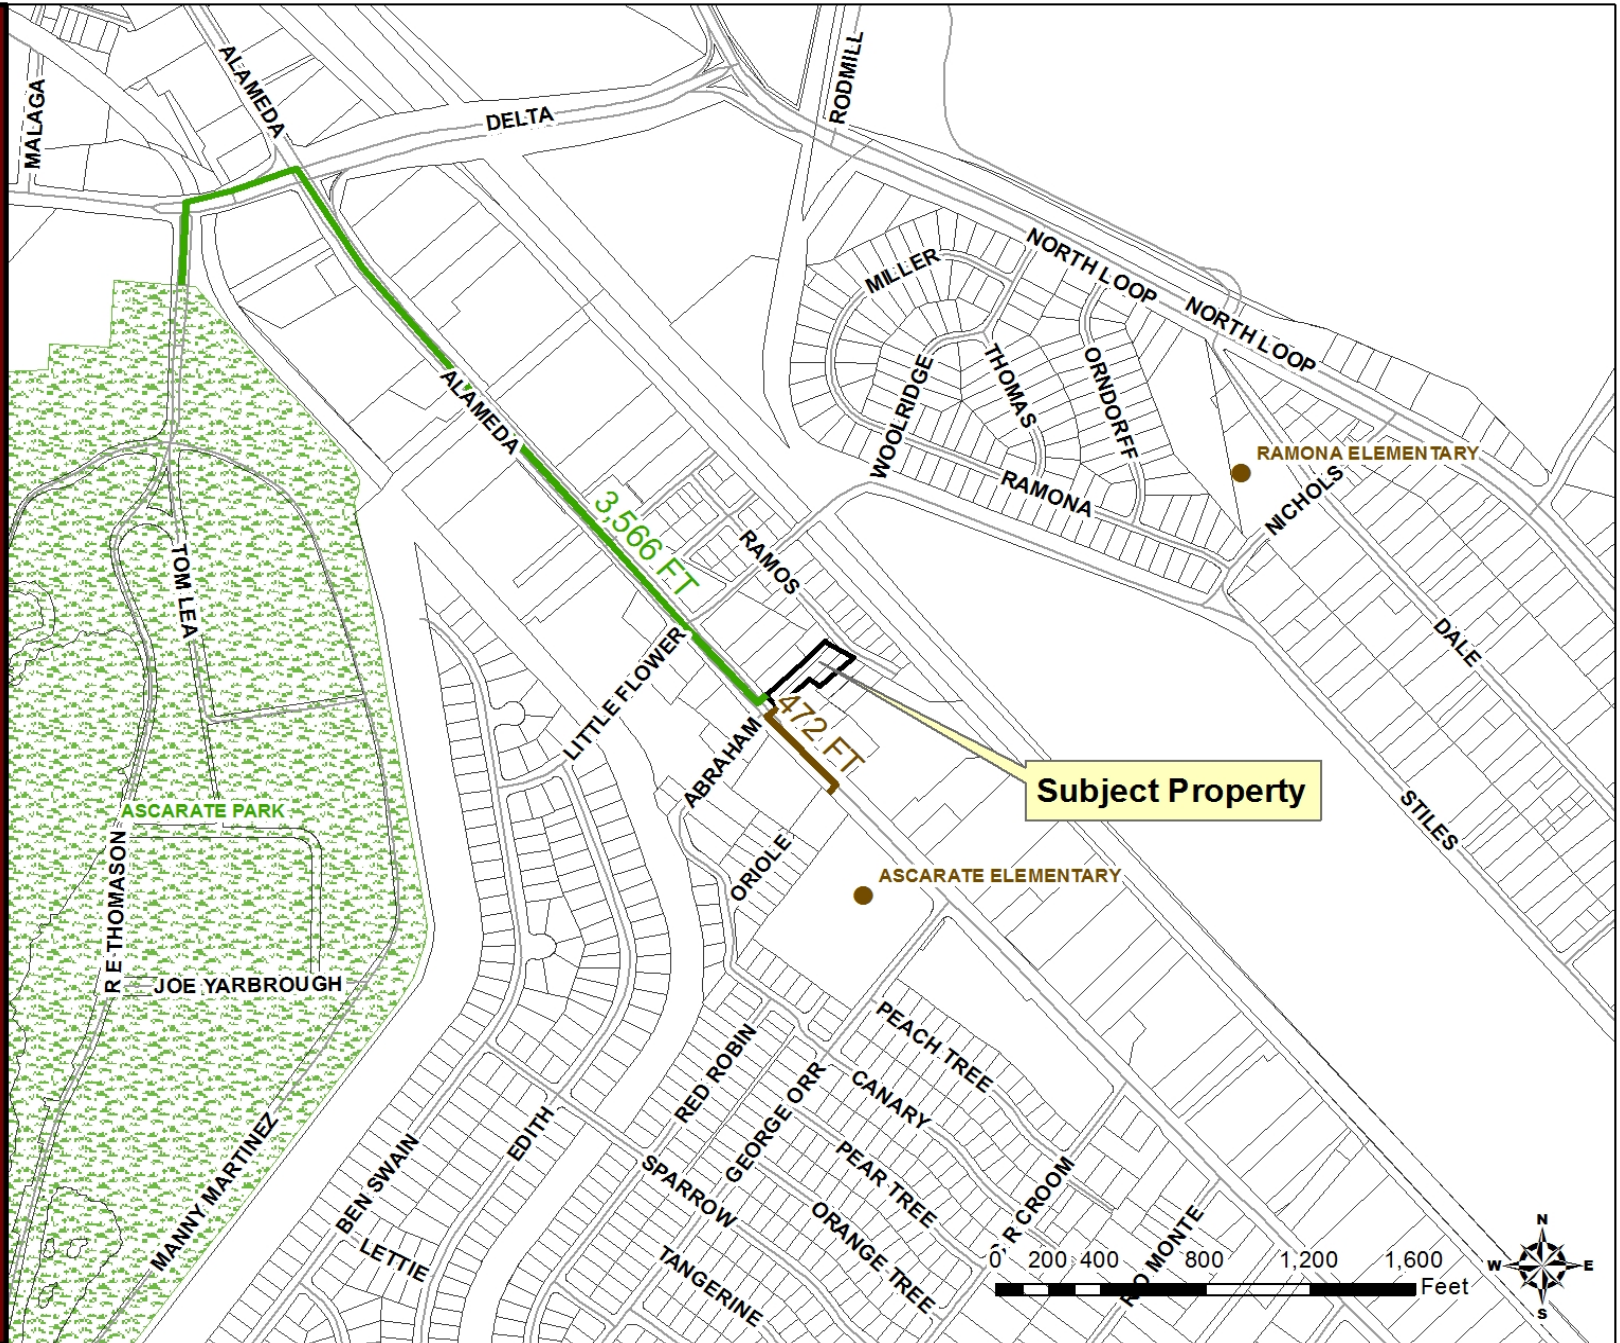 ALAMEDA
MALAGA
DELTA
RODMILL
NORTH LOOP
NORTH LOOP
MILLER
WOOLRIDGE
THOMAS
ORNDORFF
ALAMEDA
RAMONA ELEMENTARY
RAMONA
NICHOLS
3,566 FT
RAMOS
TOM LEA
LITTLE FLOWER
DALE
472 FT
ABRAHAM
Subject Property
ASCARATE PARK
STILES
R E THOMASON
ORIOLE
ASCARATE ELEMENTARY
JOE YARBROUGH
PEACH TREE
RED ROBIN
CANARY
GEORGE ORR
MANNY MARTINEZ
BEN SWAIN
EDITH
SPARROW
PEAR TREE
R CROOM
ORANGE TREE
MONTE
LETTIE
TANGERINE
0 200 400 800 1,200 1,600
Feet
N
W E
S